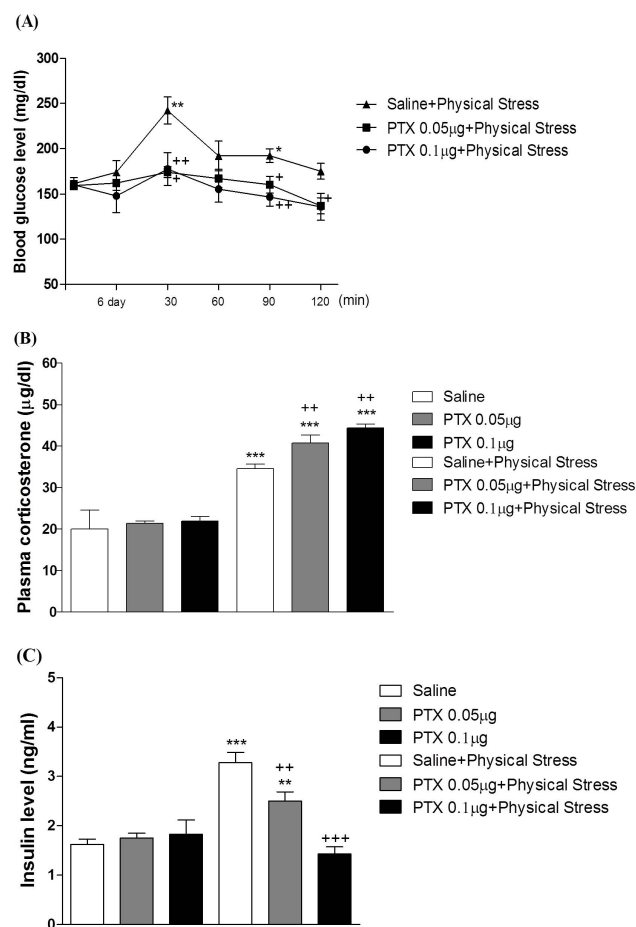 (A)
Blood glucose level (mg/dl)
300
250
200
150
100
50
**
++
+
*
+
++
+
6 day 30 60 90 120 (min)
Saline+Physical Stress
PTX 0.05μg+Physical Stress
PTX 0.1μg+Physical Stress
(B)
Plasma corticosterone (μg/dl)
60
50
40
30
20
10
0
***
++
***
++
***
Saline
PTX 0.05μg
PTX 0.1μg
Saline+Physical Stress
PTX 0.05μg+Physical Stress
PTX 0.1μg+Physical Stress
(C)
Insulin level (ng/ml)
5
4
3
2
1
0
***
++
**
+++
Saline
PTX 0.05μg
PTX 0.1μg
Saline+Physical Stress
PTX 0.05μg+Physical Stress
PTX 0.1μg+Physical Stress